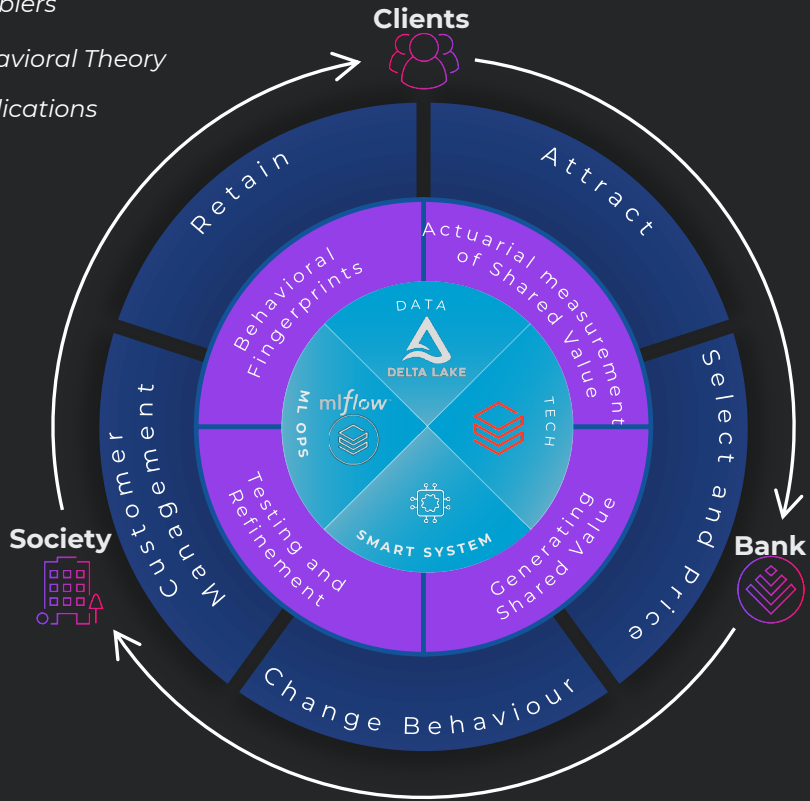 Clients
avioral Theory
lications
Retain
Attract
Select and Price
Change Behaviour
Customer
Management
Behavioral
Fingerprints
Actuarial measurement
of Shared Value
Generating
Shared Value
Testing and
Refinement
DATA
DELTA LAKE
TECH
SMART SYSTEM
ML OPS
mlflow
Society
Bank